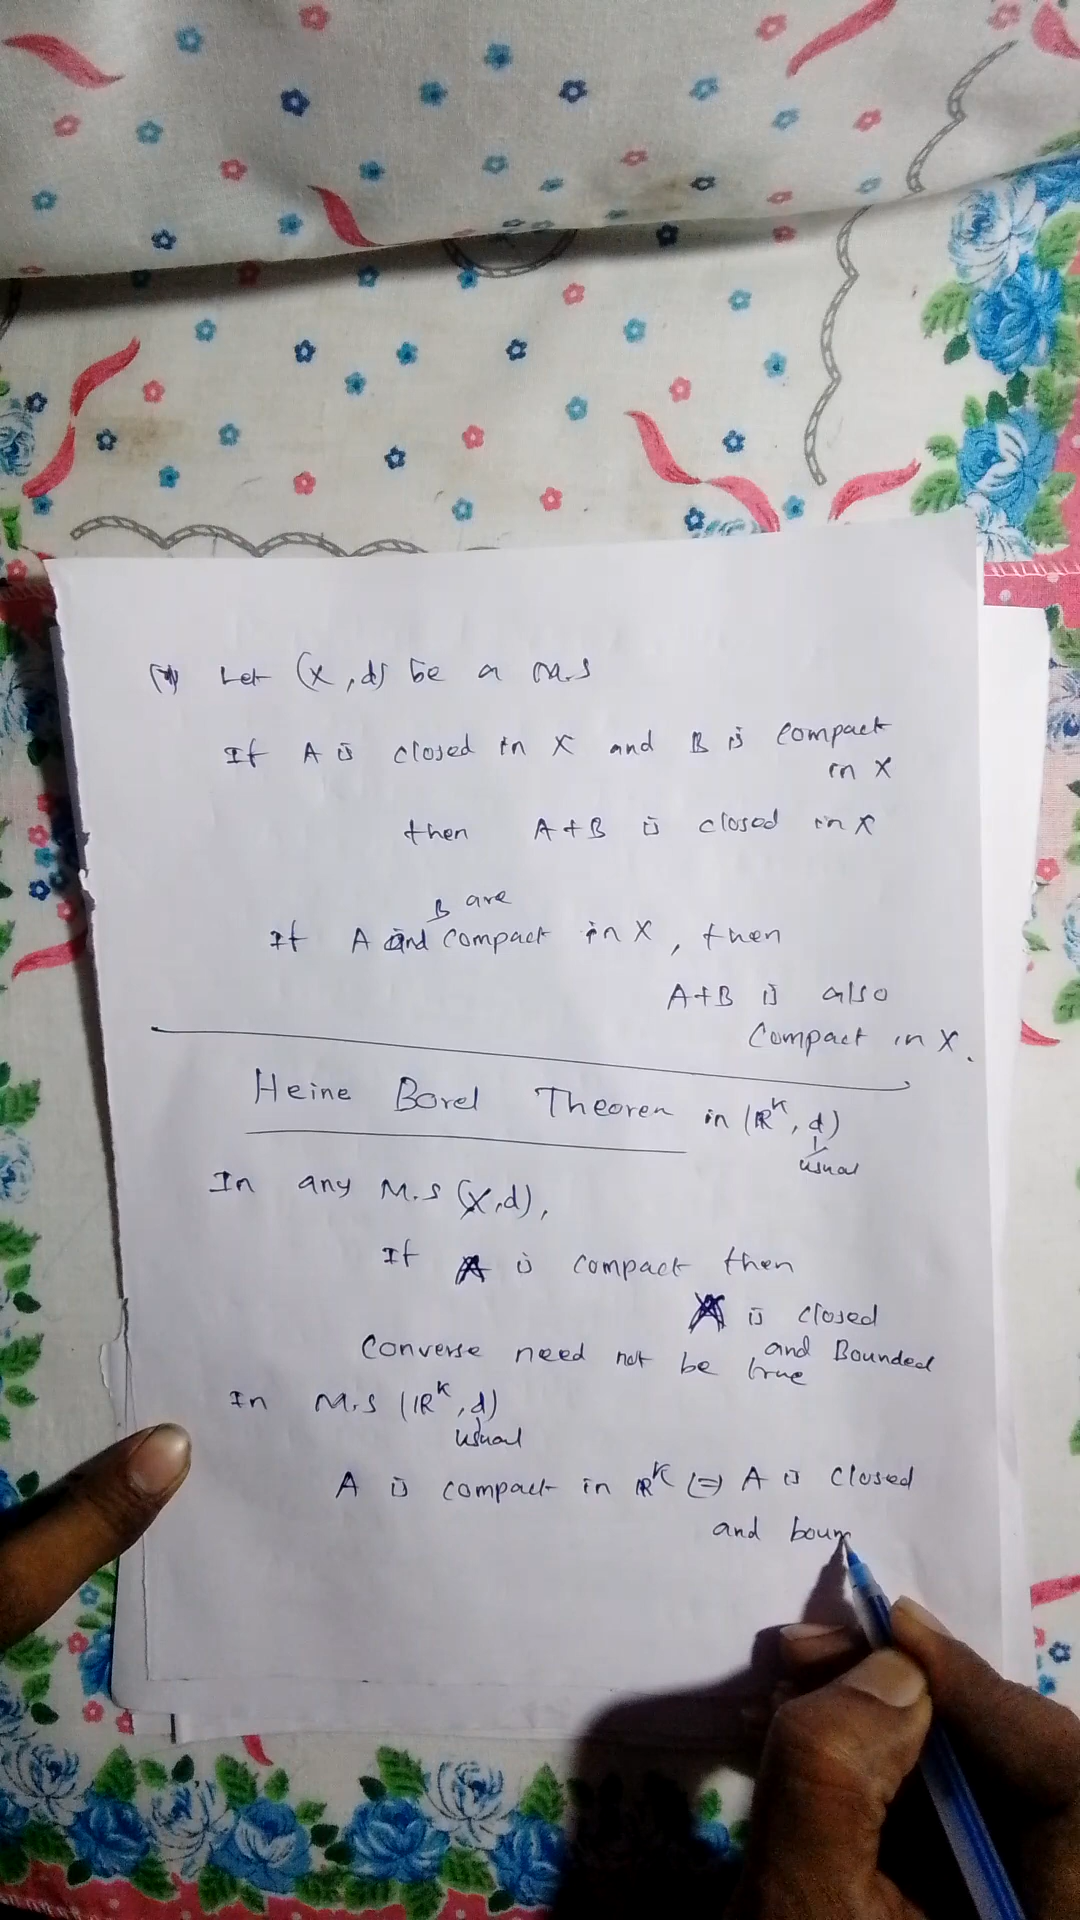 Let (X, d) be a M.S
If A is closed in X and B is compact
in X
then A+B is closed in X
B are
If A and compact in X, then
A+B is also
Compact in X.
Heine Borel Theorem in (ℝᴷ, d)
usual
In any M.S (X,d),
If A is compact then
A is closed
and Bounded
Converse need not be true
In M.S (ℝᴷ, d)
usual
A is compact in ℝᴷ (=) A is closed
and boun